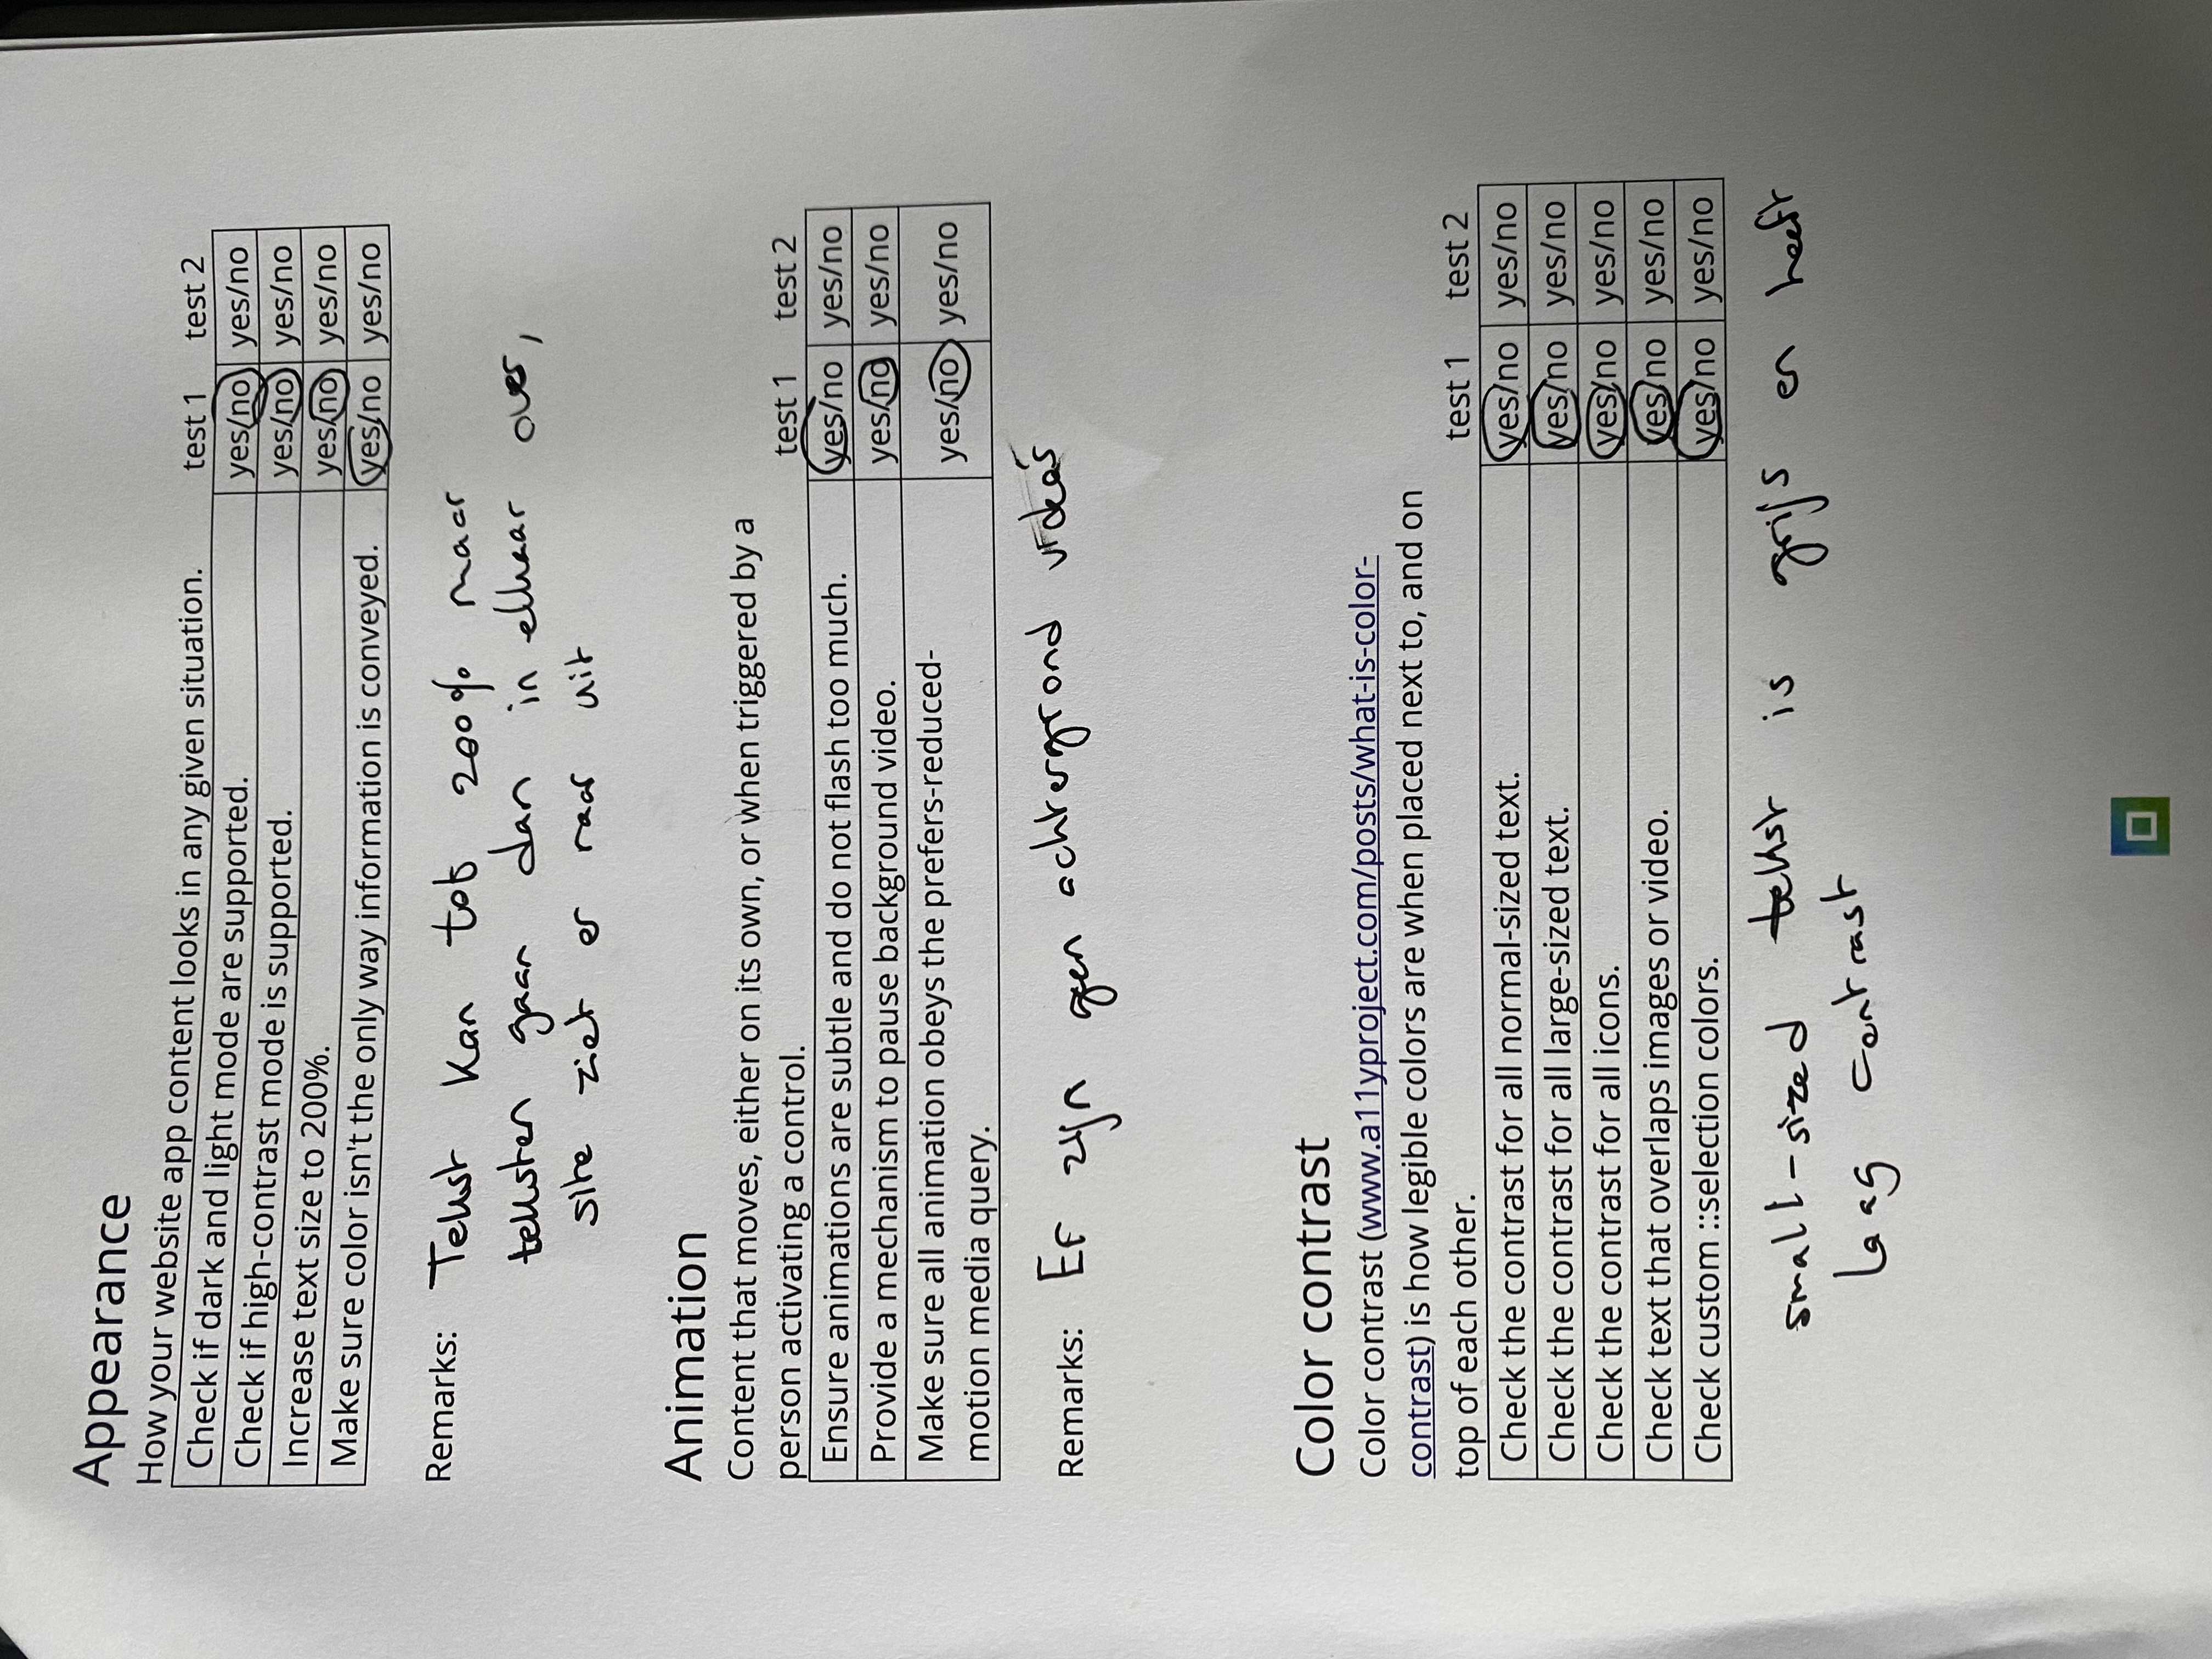 Appearance
How your website app content looks in any given situation. test 1 test 2
Check if dark and light mode are supported. yes/no yes/no
Check if high-contrast mode is supported. yes/no yes/no
Increase text size to 200%. yes/no yes/no
Make sure color isn't the only way information is conveyed. yes/no yes/no
Remarks: Tekst kan tot 200% maar
teksten gaan dan in elkaar over,
site ziet er raar uit
Animation
Content that moves, either on its own, or when triggered by a
person activating a control. test 1 test 2
Ensure animations are subtle and do not flash too much. yes/no yes/no
Provide a mechanism to pause background video. yes/no yes/no
Make sure all animation obeys the prefers-reduced-
motion media query. yes/no yes/no
Remarks: Er zijn geen achtergrond video's
Color contrast
Color contrast (www.a11yproject.com/posts/what-is-color-
contrast) is how legible colors are when placed next to, and on
top of each other. test 1 test 2
Check the contrast for all normal-sized text. yes/no yes/no
Check the contrast for all large-sized text. yes/no yes/no
Check the contrast for all icons. yes/no yes/no
Check text that overlaps images or video. yes/no yes/no
Check custom ::selection colors. yes/no yes/no
small-sized tekst is grijs en heeft
laag contrast